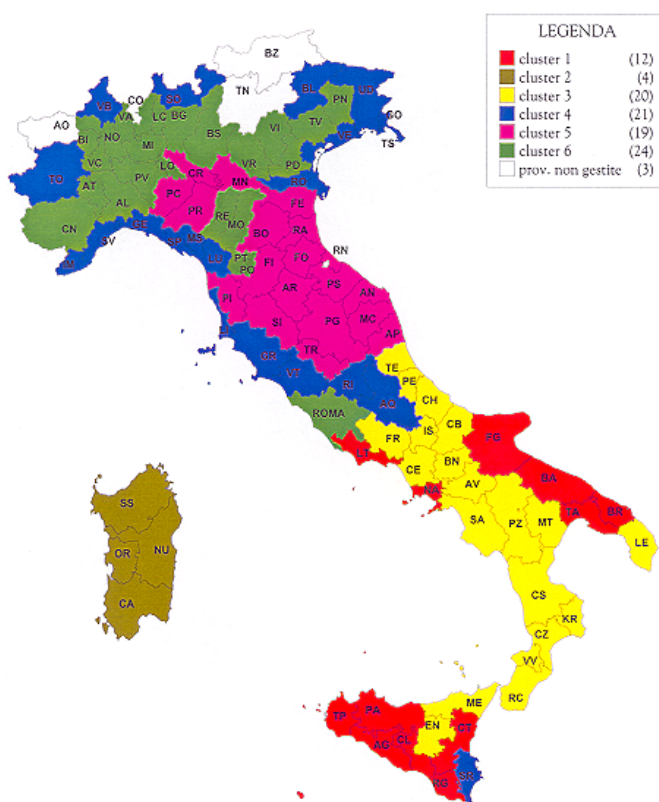 LEGENDA
cluster 1 (12)
cluster 2 (4)
cluster 3 (20)
cluster 4 (21)
cluster 5 (19)
cluster 6 (24)
prov. non gestite (3)
BZ
TN
AO
VB
CO
VA
SO
LC
BG
BL
UD
PN
GO
TS
TV
VE
VI
BI
NO
MI
BS
VR
PD
TO
VC
LO
CR
MN
RO
AT
PV
PC
AL
PR
RE
MO
FE
CN
GE
SV
IM
SP
MS
LU
PT
PO
BO
RA
FO
RN
FI
PS
AN
PI
AR
MC
AP
SI
PG
LI
GR
TR
VT
RI
TE
PE
AQ
CH
ROMA
FR
IS
CB
FG
LT
CE
BN
BA
NA
AV
SA
PZ
MT
TA
BR
LE
SS
OR
NU
CA
CS
KR
CZ
VV
RC
ME
TP
PA
EN
CT
AG
CL
RG
SR